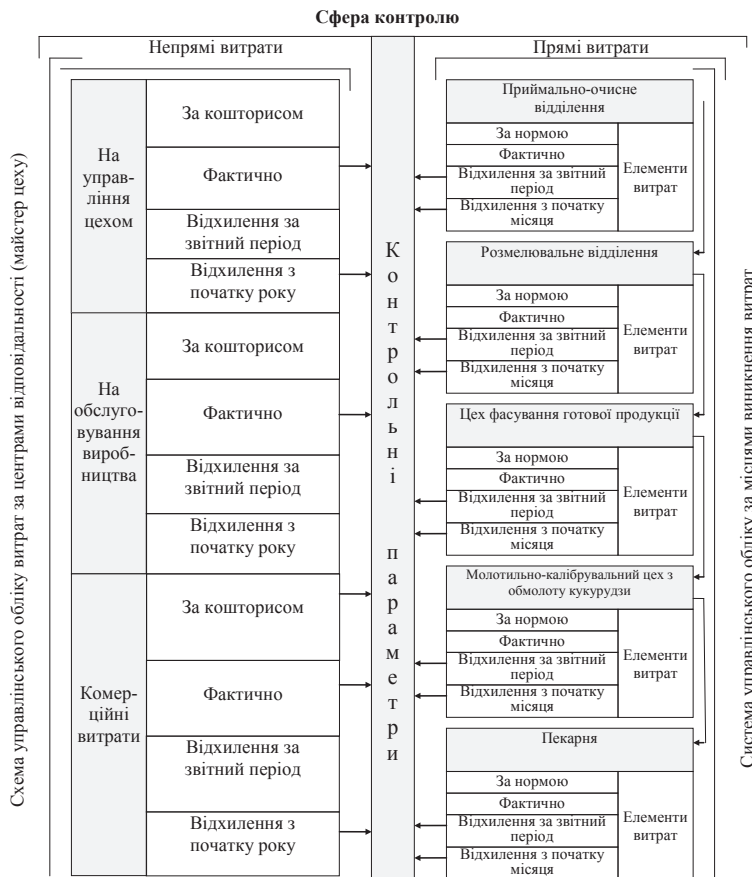 Сфера контролю
Непрямі витрати
Прямі витрати
Схема управлінського обліку витрат за центрами відповідальності (майстер цеху)
На
управ-
ління
цехом
За кошторисом
Фактично
Відхилення за
звітний період
Відхилення з
початку року
На
обслуго-
вування
вироб-
ництва
За кошторисом
Фактично
Відхилення за
звітний період
Відхилення з
початку року
Комер-
ційні
витрати
За кошторисом
Фактично
Відхилення за
звітний період
Відхилення з
початку року
Контрольні параметри
Приймально-очисне
відділення
За нормою
Фактично
Відхилення за звітний
період
Відхилення з початку
місяця
Елементи
витрат
Розмелювальне відділення
За нормою
Фактично
Відхилення за звітний
період
Відхилення з початку
місяця
Елементи
витрат
Цех фасування готової продукції
За нормою
Фактично
Відхилення за звітний
період
Відхилення з початку
місяця
Елементи
витрат
Молотильно-калібрувальний цех з
обмолоту кукурудзи
За нормою
Фактично
Відхилення за звітний
період
Відхилення з початку
місяця
Елементи
витрат
Пекарня
За нормою
Фактично
Відхилення за звітний
період
Відхилення з початку
місяця
Елементи
витрат
Система управлінського обліку за місцями виникнення витрат